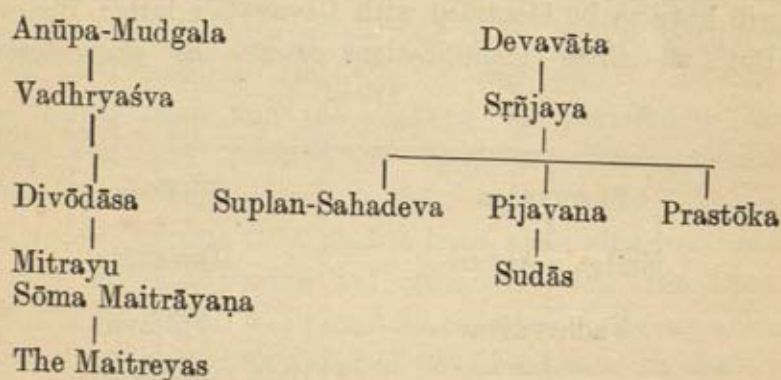 Anūpa-Mudgala
Vadhryaśva
Divōdāsa
Mitrayu
Sōma Maitrāyaṇa
The Maitreyas
Devavāta
Sṛñjaya
Suplan-Sahadeva Pijavana Prastōka
Sudās